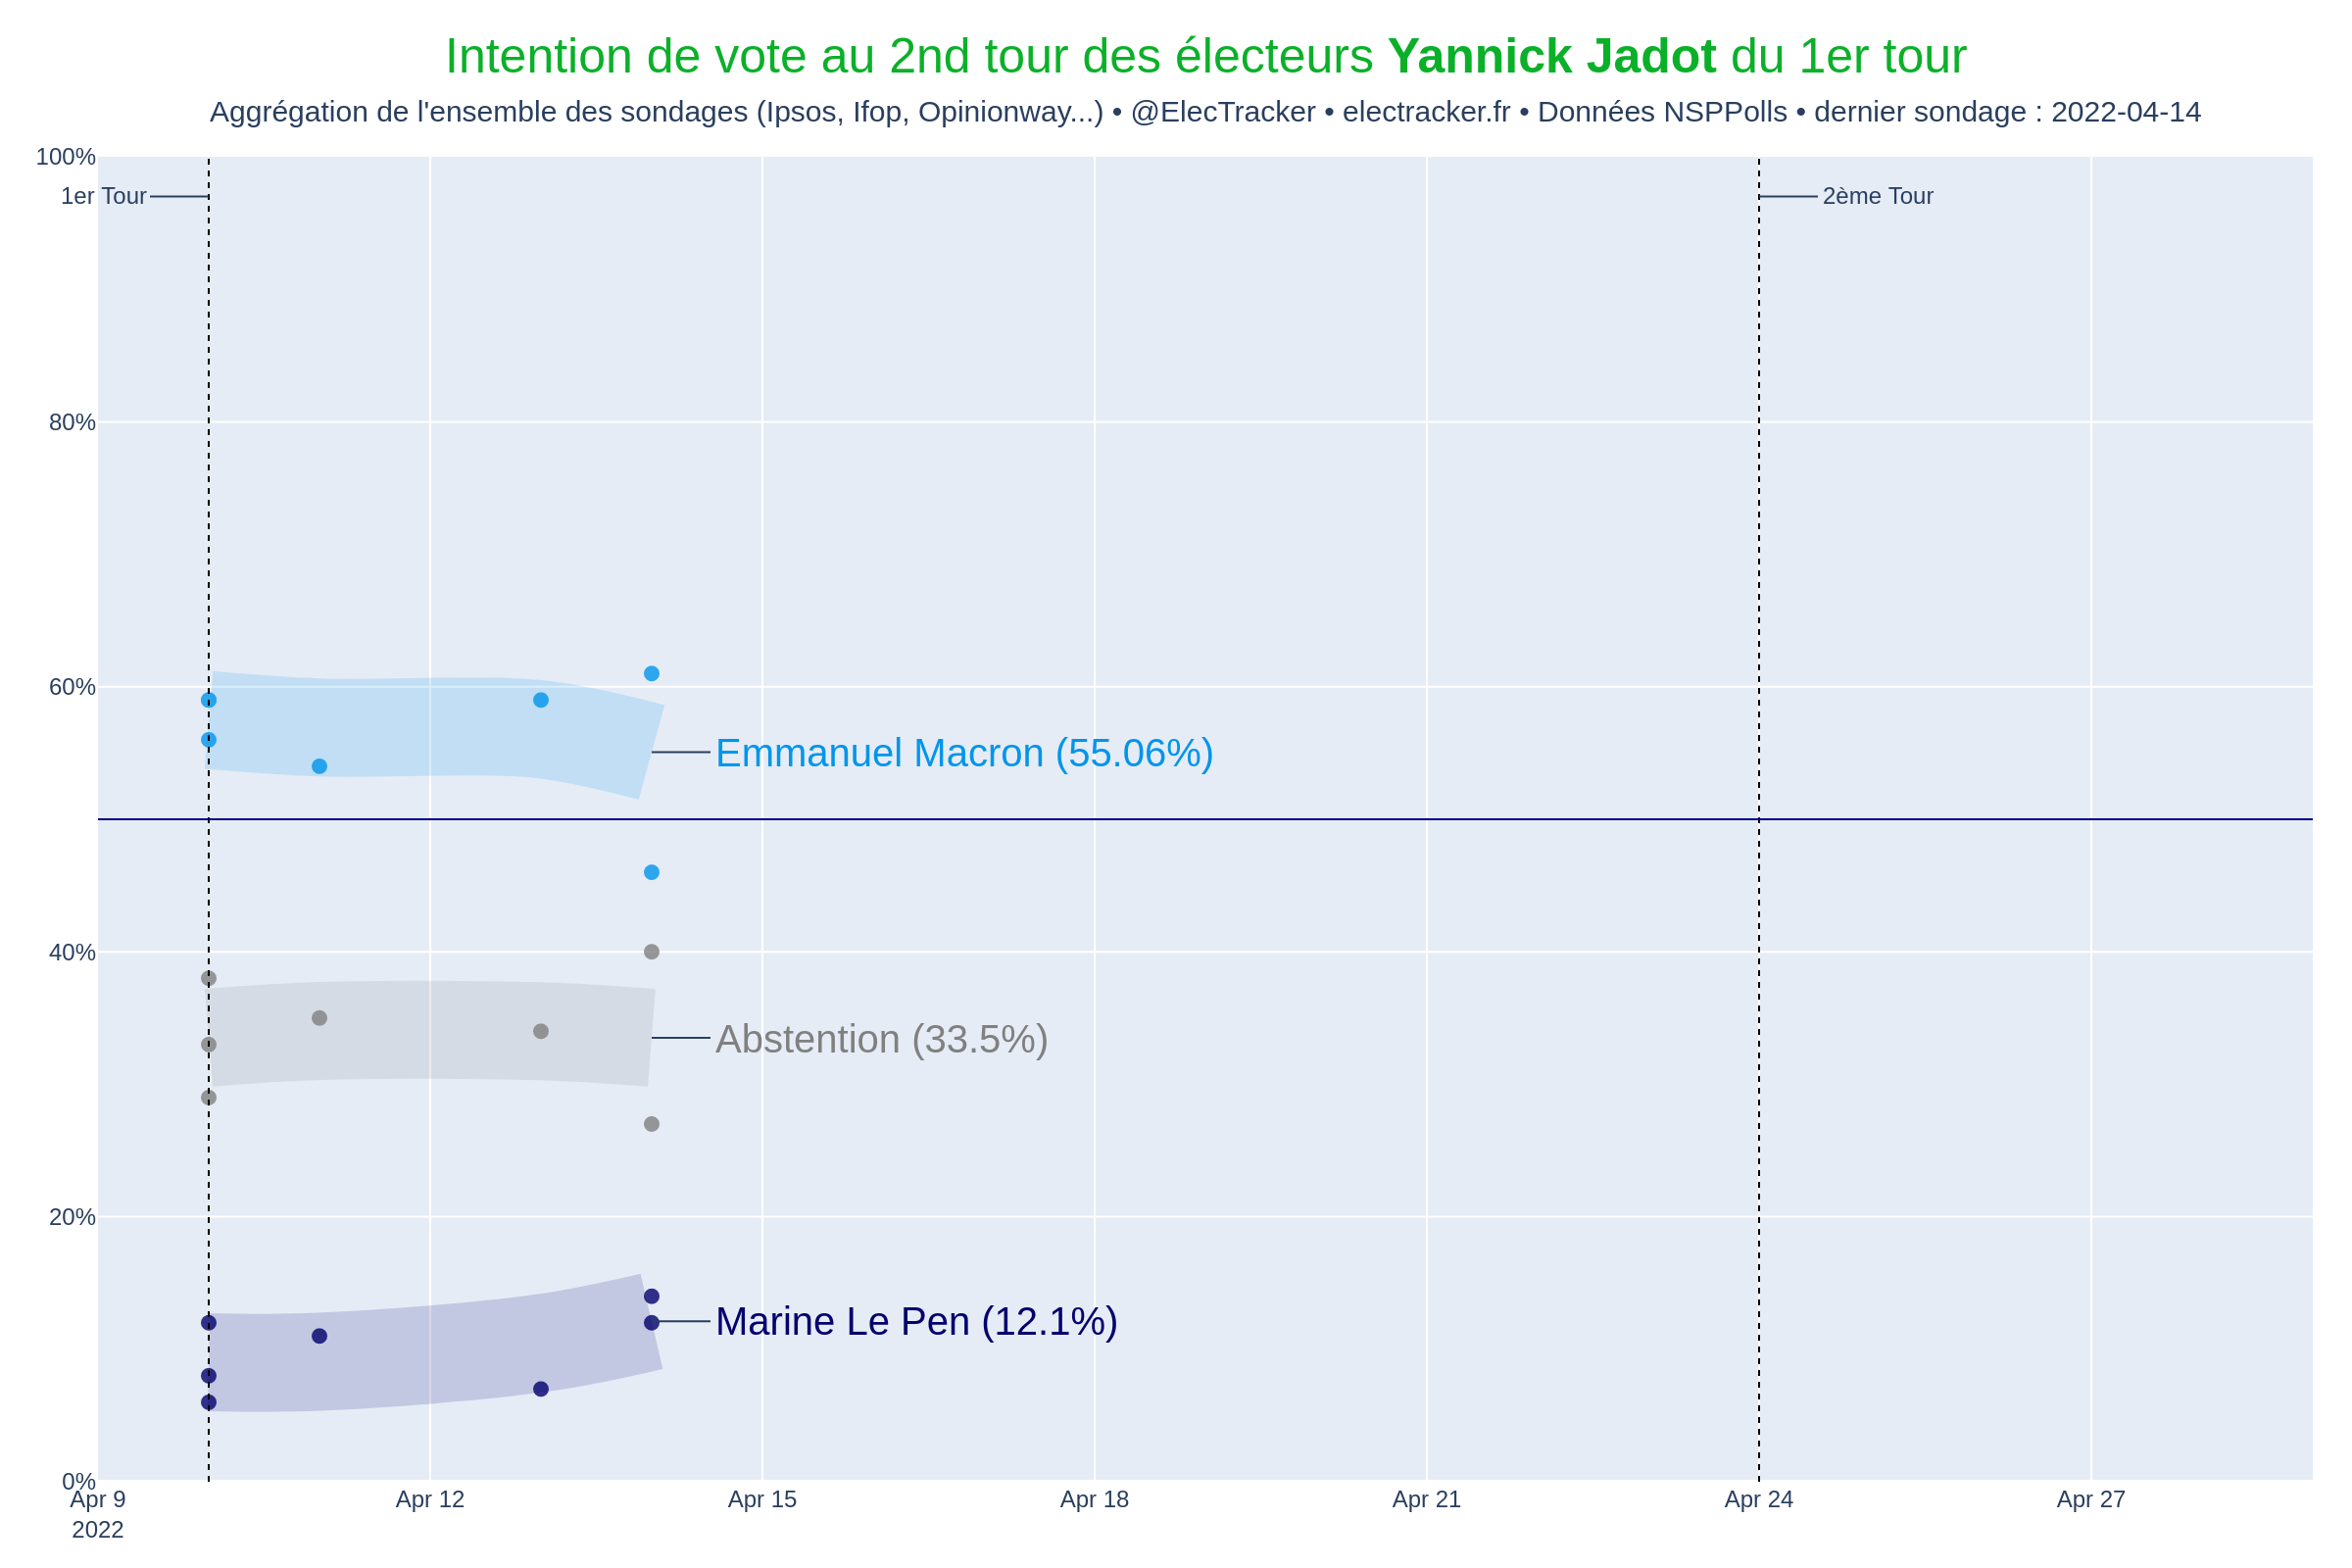 Intention de vote au 2nd tour des électeurs Yannick Jadot du 1er tour
Aggrégation de l'ensemble des sondages (Ipsos, Ifop, Opinionway...) • @ElecTracker • electracker.fr • Données NSPPolls • dernier sondage : 2022-04-14
100%
1er Tour
2ème Tour
80%
60%
Emmanuel Macron (55.06%)
40%
Abstention (33.5%)
20%
Marine Le Pen (12.1%)
0%
Apr 9 Apr 12 Apr 15 Apr 18 Apr 21 Apr 24 Apr 27
2022